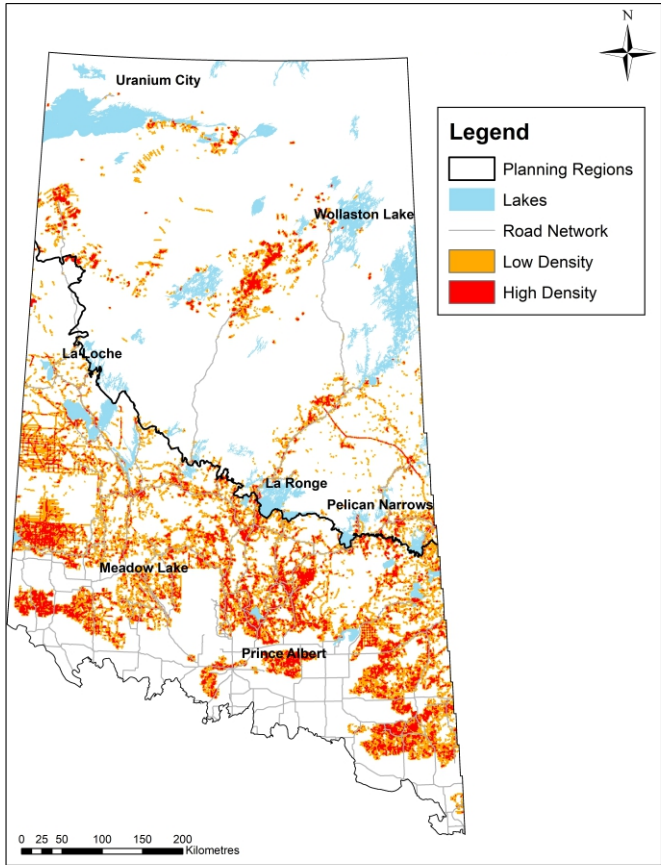 N
Uranium City
Legend
Planning Regions
Lakes
Wollaston Lake
Road Network
Low Density
High Density
La Loche
La Ronge
Pelican Narrows
Meadow Lake
Prince Albert
0 25 50 100 150 200
Kilometres